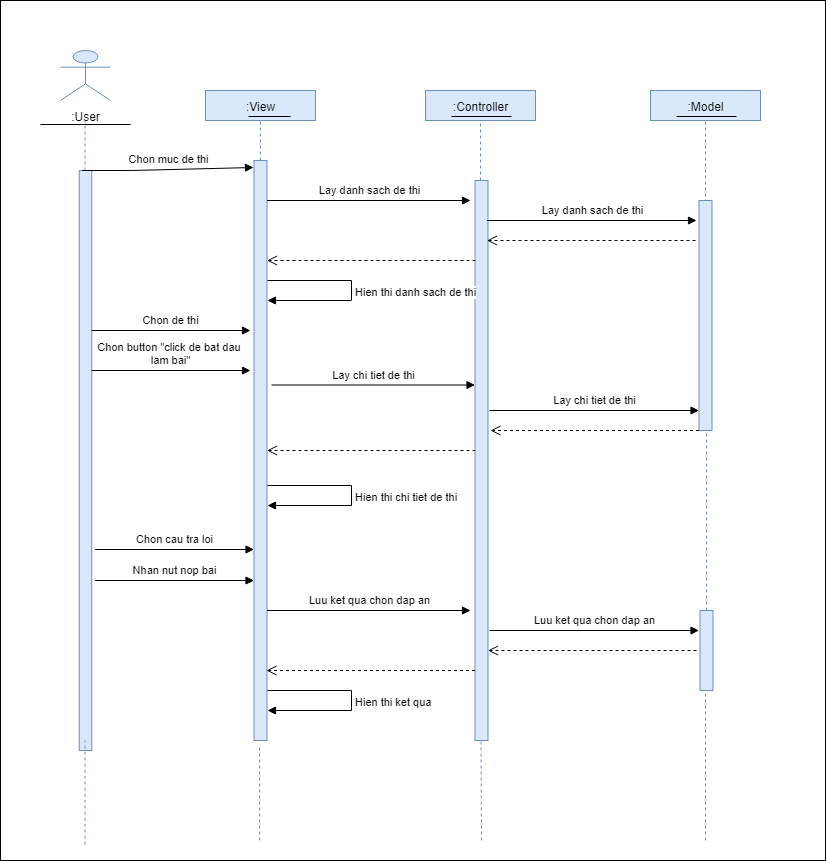 :User
:View
:Controller
:Model
Chon muc de thi
Lay danh sach de thi
Lay danh sach de thi
Hien thi danh sach de thi
Chon de thi
Chon button "click de bat dau
lam bai"
Lay chi tiet de thi
Lay chi tiet de thi
Hien thi chi tiet de thi
Chon cau tra loi
Nhan nut nop bai
Luu ket qua chon dap an
Luu ket qua chon dap an
Hien thi ket qua